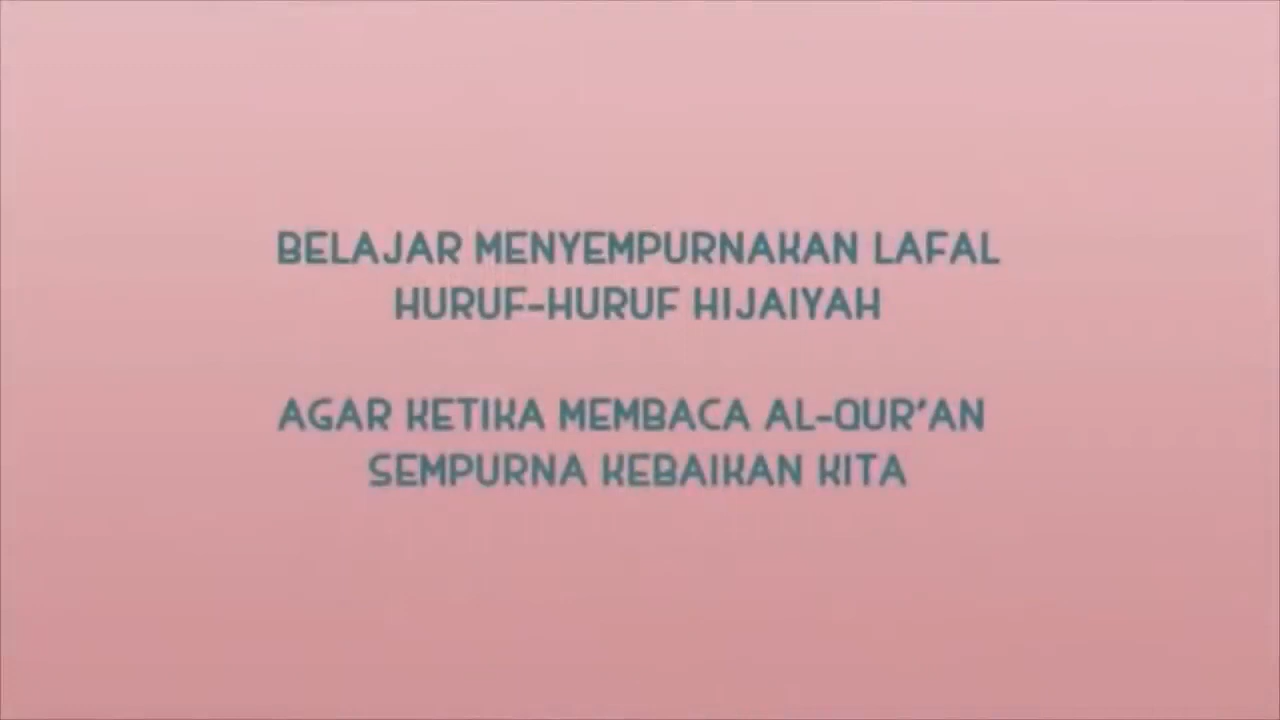 BELAJAR MENYEMPURNAKAN LAFAL
HURUF-HURUF HIJAIYAH
AGAR KETIKA MEMBACA AL-QUR'AN
SEMPURNA KEBAIKAN KITA